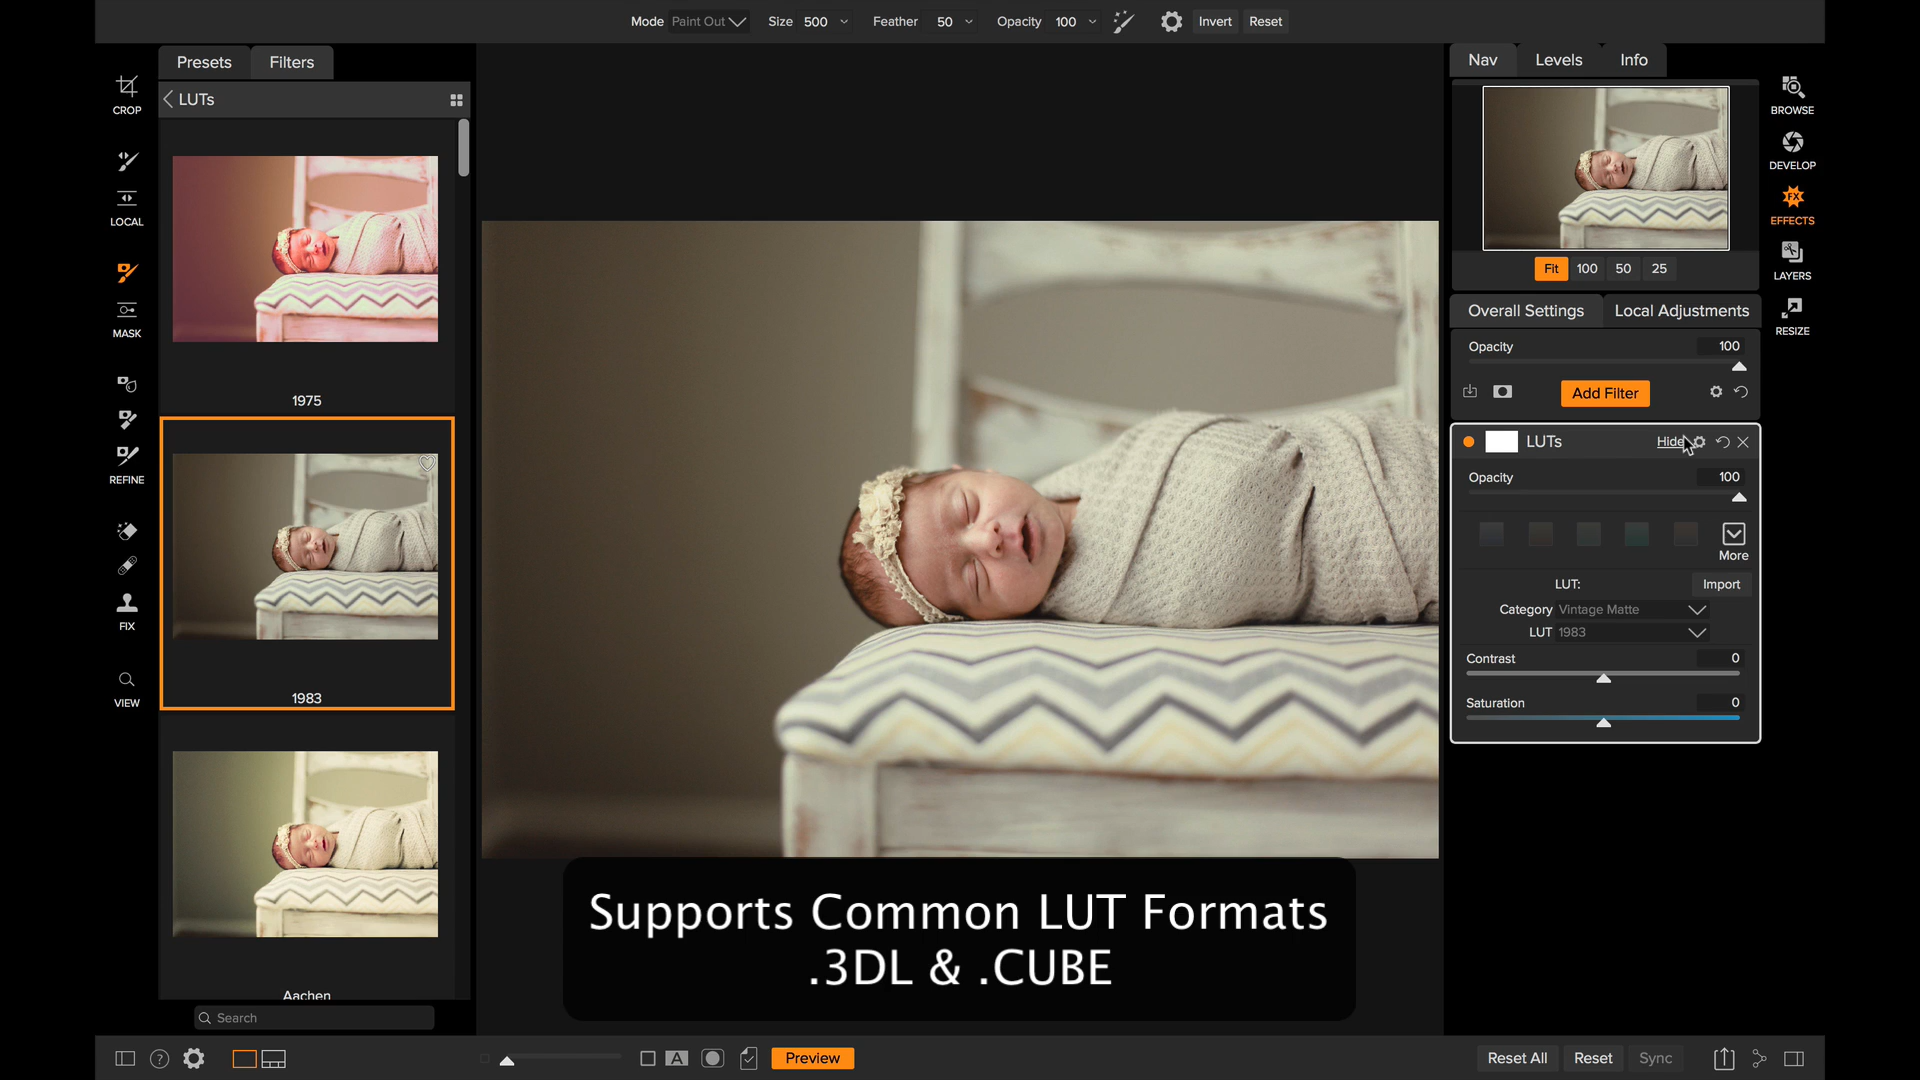 Mode Paint Out Size 500 Feather 50 Opacity 100 Invert Reset
Presets Filters
LUTs
1975
1983
Aachen
Search
CROP
LOCAL
MASK
REFINE
FIX
VIEW
Supports Common LUT Formats
.3DL & .CUBE
Nav Levels Info
Fit 100 50 25
Overall Settings Local Adjustments
Opacity 100
Add Filter
LUTs Hide
Opacity 100
More
LUT: Import
Category Vintage Matte
LUT 1983
Contrast 0
Saturation 0
BROWSE
DEVELOP
FX
EFFECTS
LAYERS
RESIZE
? A Preview
Reset All Reset Sync